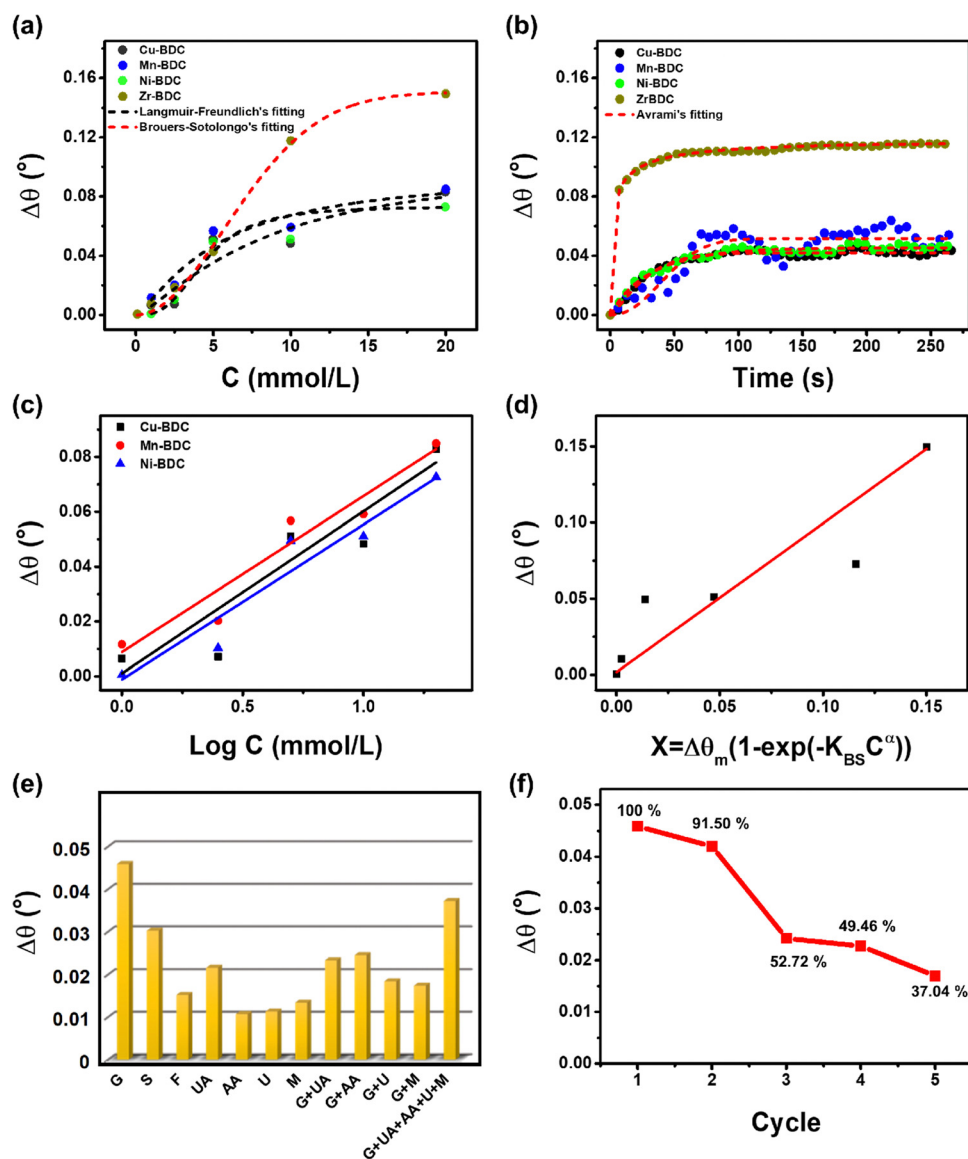 (a)
Cu-BDC
Mn-BDC
Ni-BDC
Zr-BDC
Langmuir-Freundlich's fitting
Brouers-Sotolongo's fitting
0.16
0.12
0.08
0.04
0.00
Δθ (°)
0 5 10 15 20
C (mmol/L)
(b)
Cu-BDC
Mn-BDC
Ni-BDC
ZrBDC
Avrami's fitting
0.16
0.12
0.08
0.04
0.00
Δθ (°)
0 50 100 150 200 250
Time (s)
(c)
Cu-BDC
Mn-BDC
Ni-BDC
0.08
0.06
0.04
0.02
0.00
Δθ (°)
0.0 0.5 1.0
Log C (mmol/L)
(d)
0.15
0.10
0.05
0.00
Δθ (°)
0.00 0.05 0.10 0.15
X=Δθₘ(1-exp(-K_BS C^α))
(e)
0.05
0.04
0.03
0.02
0.01
0
Δθ (°)
G S F UA AA U M G+UA G+AA G+U G+M G+UA+AA+U+M
(f)
0.05
0.04
0.03
0.02
0.01
0.00
Δθ (°)
100 %
91.50 %
52.72 %
49.46 %
37.04 %
1 2 3 4 5
Cycle